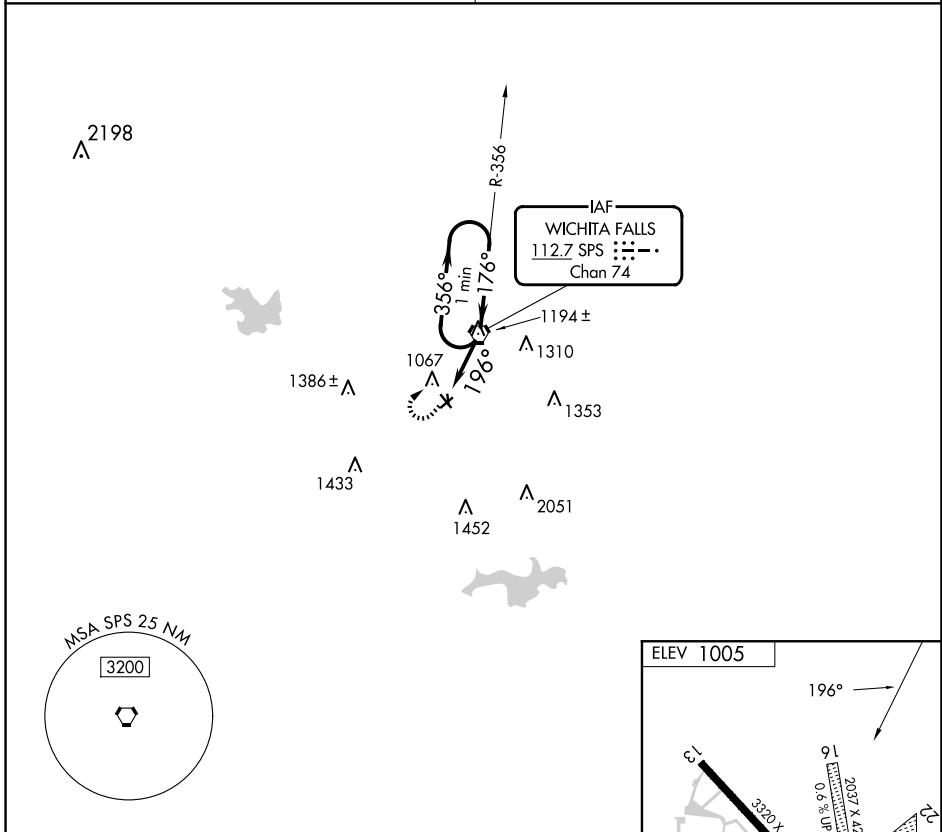 2198
R-356
IAF
WICHITA FALLS
112.7 SPS
Chan 74
356°
1 min
176°
1194 ±
1310
1067
196°
1386 ±
1353
1433
2051
1452
MSA SPS 25 NM
3200
ELEV 1005
196°
13
16
3320 X
0.6 % UP
2037 X 42
22